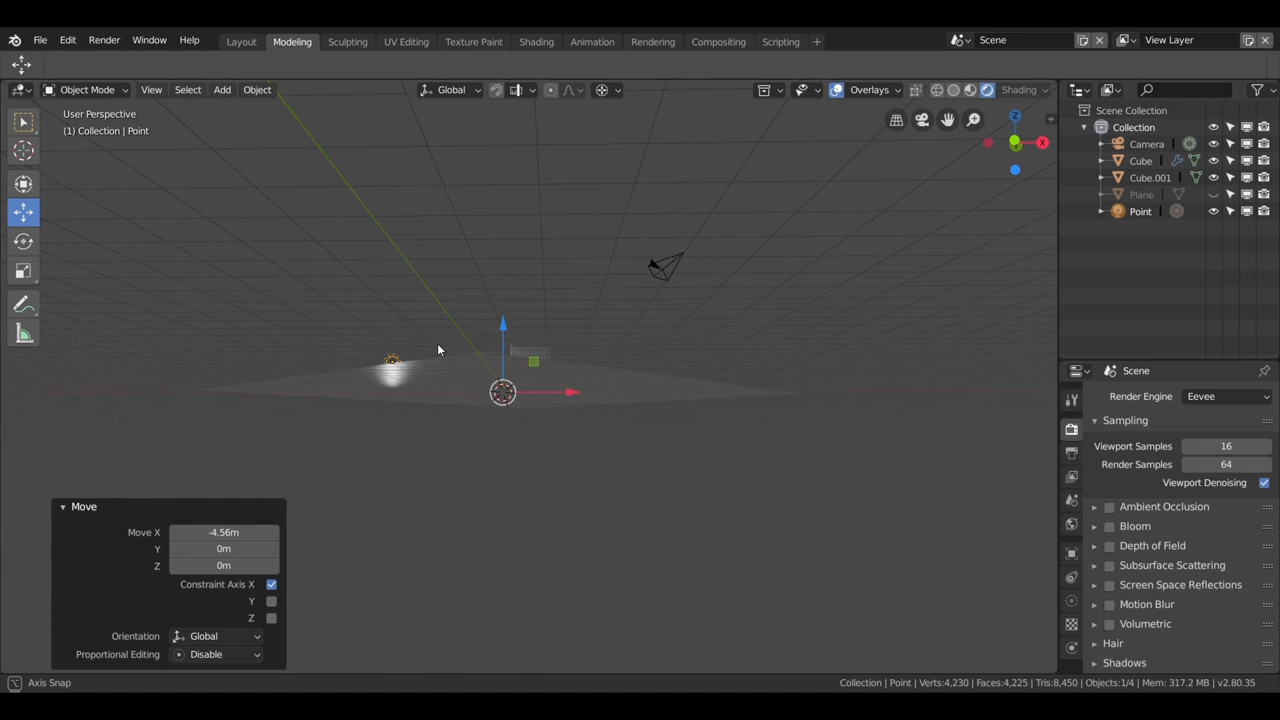 File Edit Render Window Help Layout Modeling Sculpting UV Editing Texture Paint Shading Animation Rendering Compositing Scripting + Scene View Layer
Object Mode View Select Add Object Global Overlays Shading
User Perspective
(1) Collection | Point
Z
X
Y
Scene Collection
Collection
Camera
Cube
Cube.001
Plane
Point
Scene
Render Engine Eevee
Sampling
Viewport Samples 16
Render Samples 64
Viewport Denoising
Ambient Occlusion
Bloom
Depth of Field
Subsurface Scattering
Screen Space Reflections
Motion Blur
Volumetric
Hair
Shadows
Move
Move X -4.56m
Y 0m
Z 0m
Constraint Axis X
Y
Z
Orientation Global
Proportional Editing Disable
Axis Snap
Collection | Point | Verts:4,230 | Faces:4,225 | Tris:8,450 | Objects:1/4 | Mem: 317.2 MB | v2.80.35